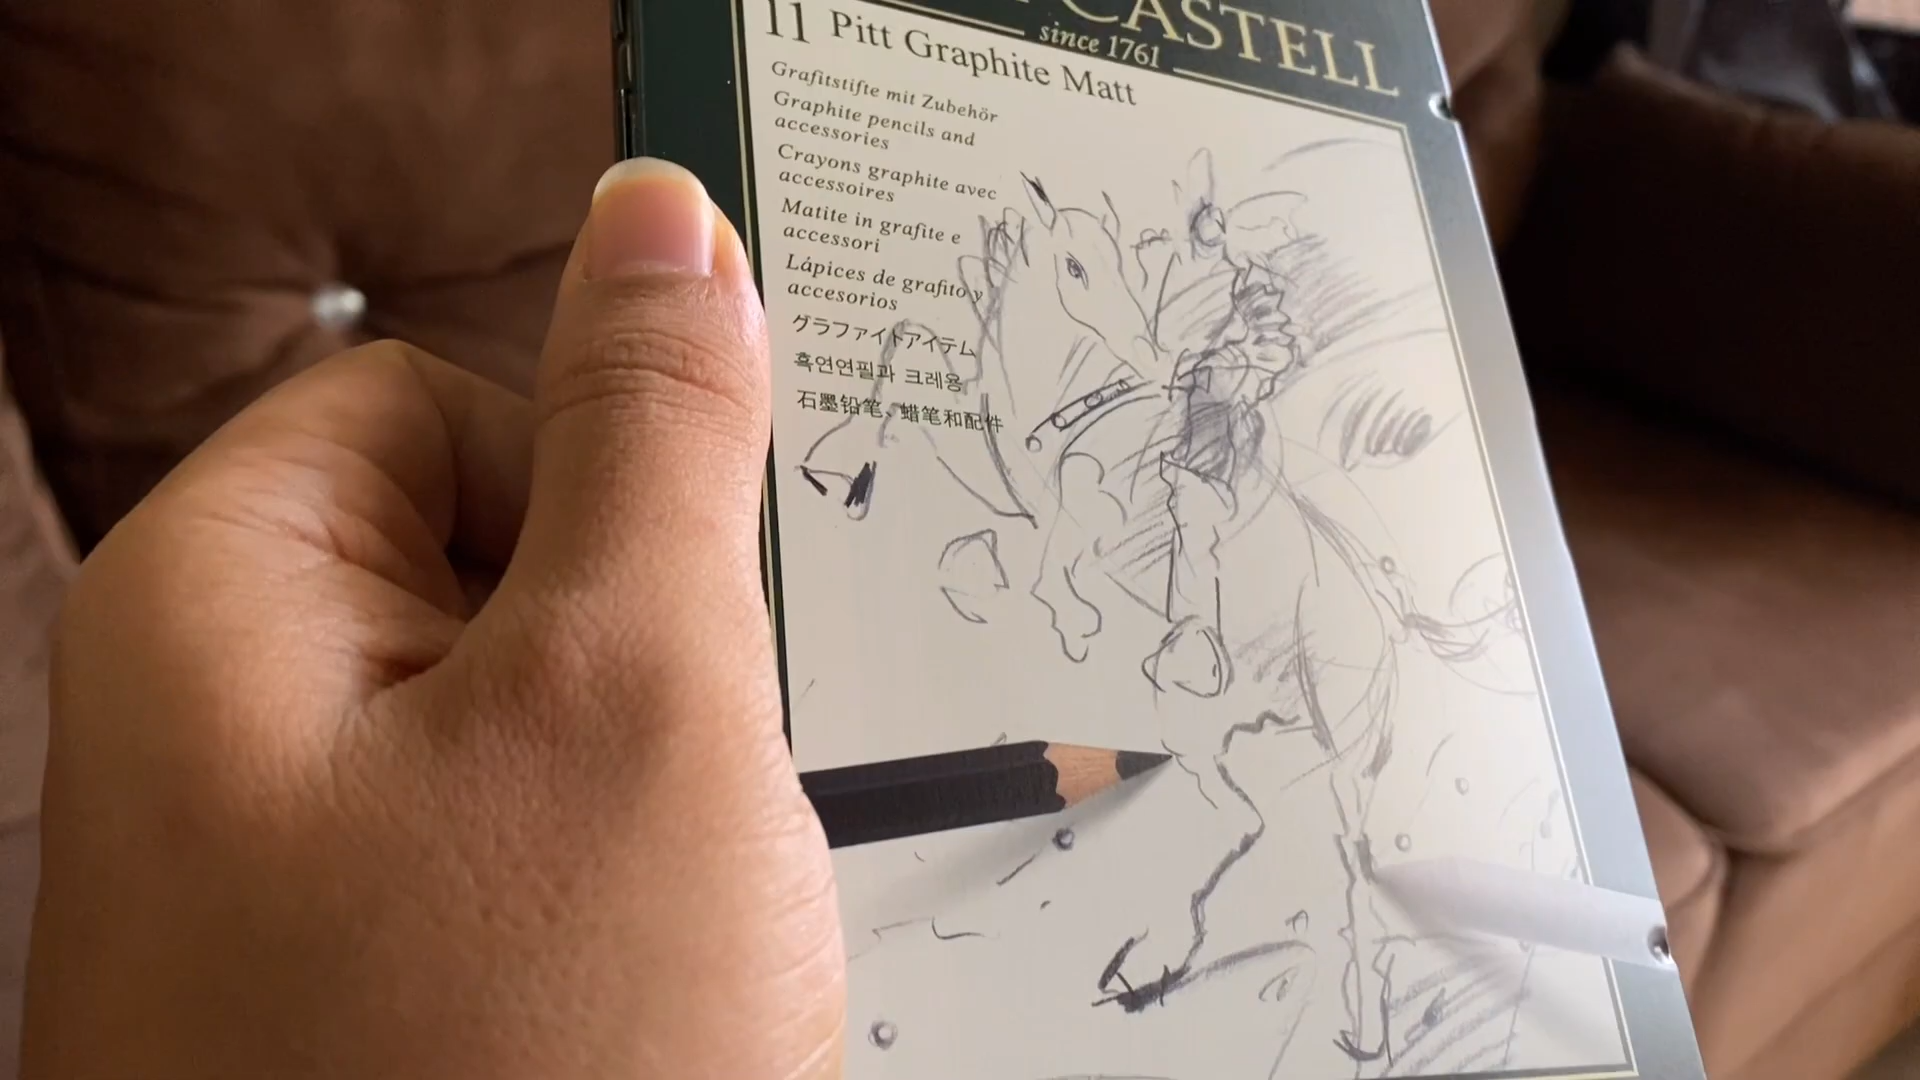 CASTELL
since 1761
11 Pitt Graphite Matt
Grafitstifte mit Zubehör
Graphite pencils and
accessories
Crayons graphite avec
accessoires
Matite in grafite e
accessori
Lápices de grafito y
accesorios
グラファイトアイテム
흑연연필과 크레용
石墨铅笔、蜡笔和配件